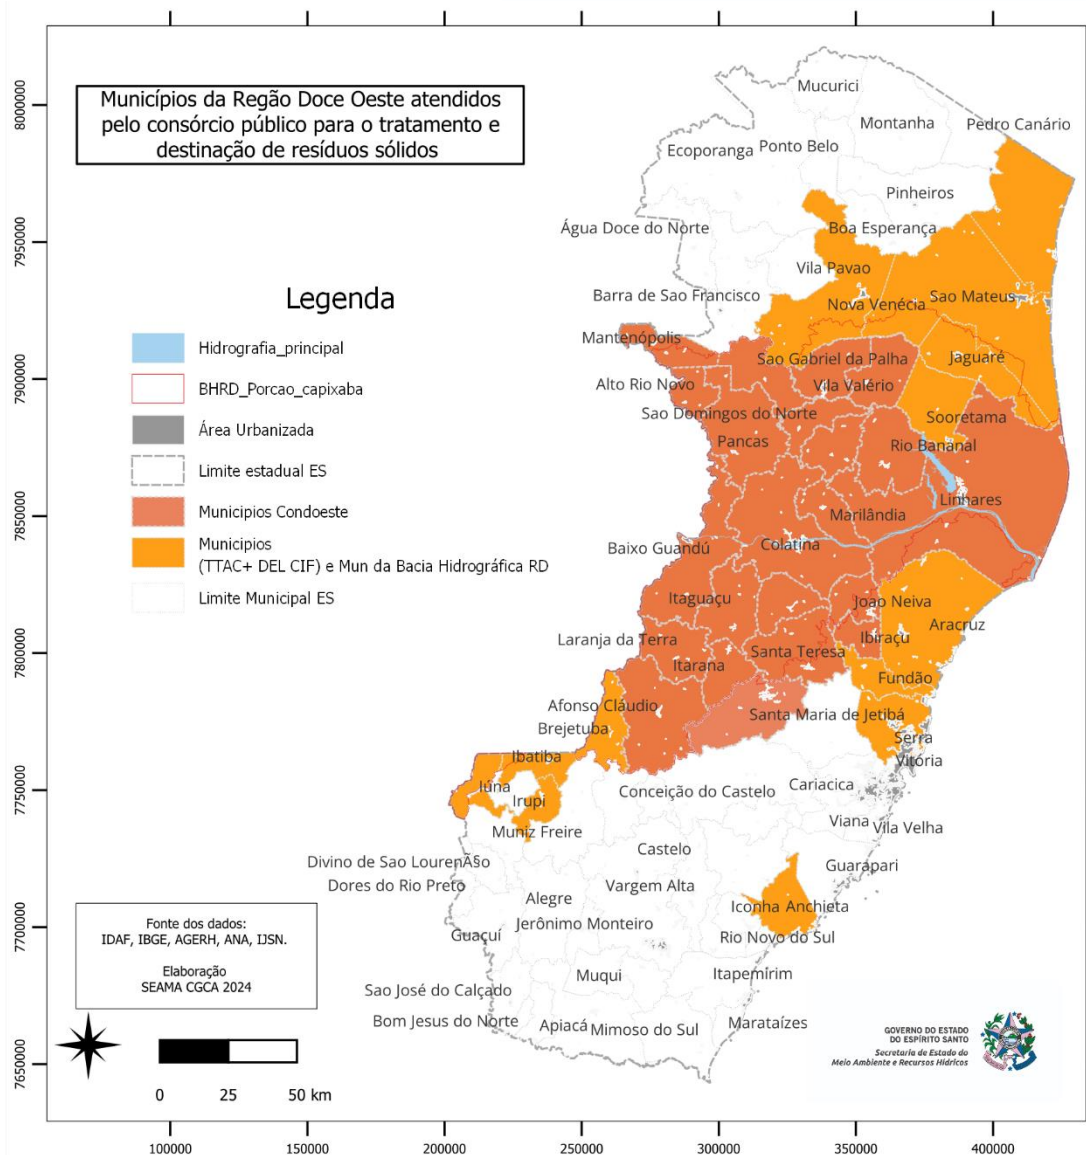 Municípios da Região Doce Oeste atendidos
pelo consórcio público para o tratamento e
destinação de resíduos sólidos
Legenda
Hidrografia_principal
BHRD_Porcao_capixaba
Área Urbanizada
Limite estadual ES
Municipios Condoeste
Municipios
(TTAC+ DEL CIF) e Mun da Bacia Hidrográfica RD
Limite Municipal ES
Mucurici
Montanha
Pedro Canário
Ponto Belo
Ecoporanga
Pinheiros
Água Doce do Norte
Boa Esperança
Vila Pavao
Barra de Sao Francisco
Nova Venécia
Sao Mateus
Mantenópolis
Sao Gabriel da Palha
Jaguaré
Alto Rio Novo
Vila Valério
Sao Domingos do Norte
Sooretama
Pancas
Rio Bananal
Linhares
Marilândia
Baixo Guandú
Colatina
Itaguaçu
Joao Neiva
Aracruz
Laranja da Terra
Santa Teresa
Ibiraçu
Itarana
Fundão
Afonso Cláudio
Santa Maria de Jetibá
Brejetuba
Serra
Ibatiba
Vitória
Iúna
Irupi
Conceição do Castelo
Cariacica
Muniz Freire
Viana
Vila Velha
Castelo
Divino de Sao LourenÃ§o
Guarapari
Dores do Rio Preto
Vargem Alta
Alegre
Iconha
Anchieta
Jerônimo Monteiro
Guaçuí
Rio Novo do Sul
Muqui
Itapemírim
Sao José do Calçado
Bom Jesus do Norte
Apiacá
Mimoso do Sul
Marataízes
Fonte dos dados:
IDAF, IBGE, AGERH, ANA, IJSN.
Elaboração
SEAMA CGCA 2024
0 25 50 km
GOVERNO DO ESTADO
DO ESPÍRITO SANTO
Secretaria de Estado do
Meio Ambiente e Recursos Hídricos
8000000
7950000
7900000
7850000
7800000
7750000
7700000
7650000
100000 150000 200000 250000 300000 350000 400000